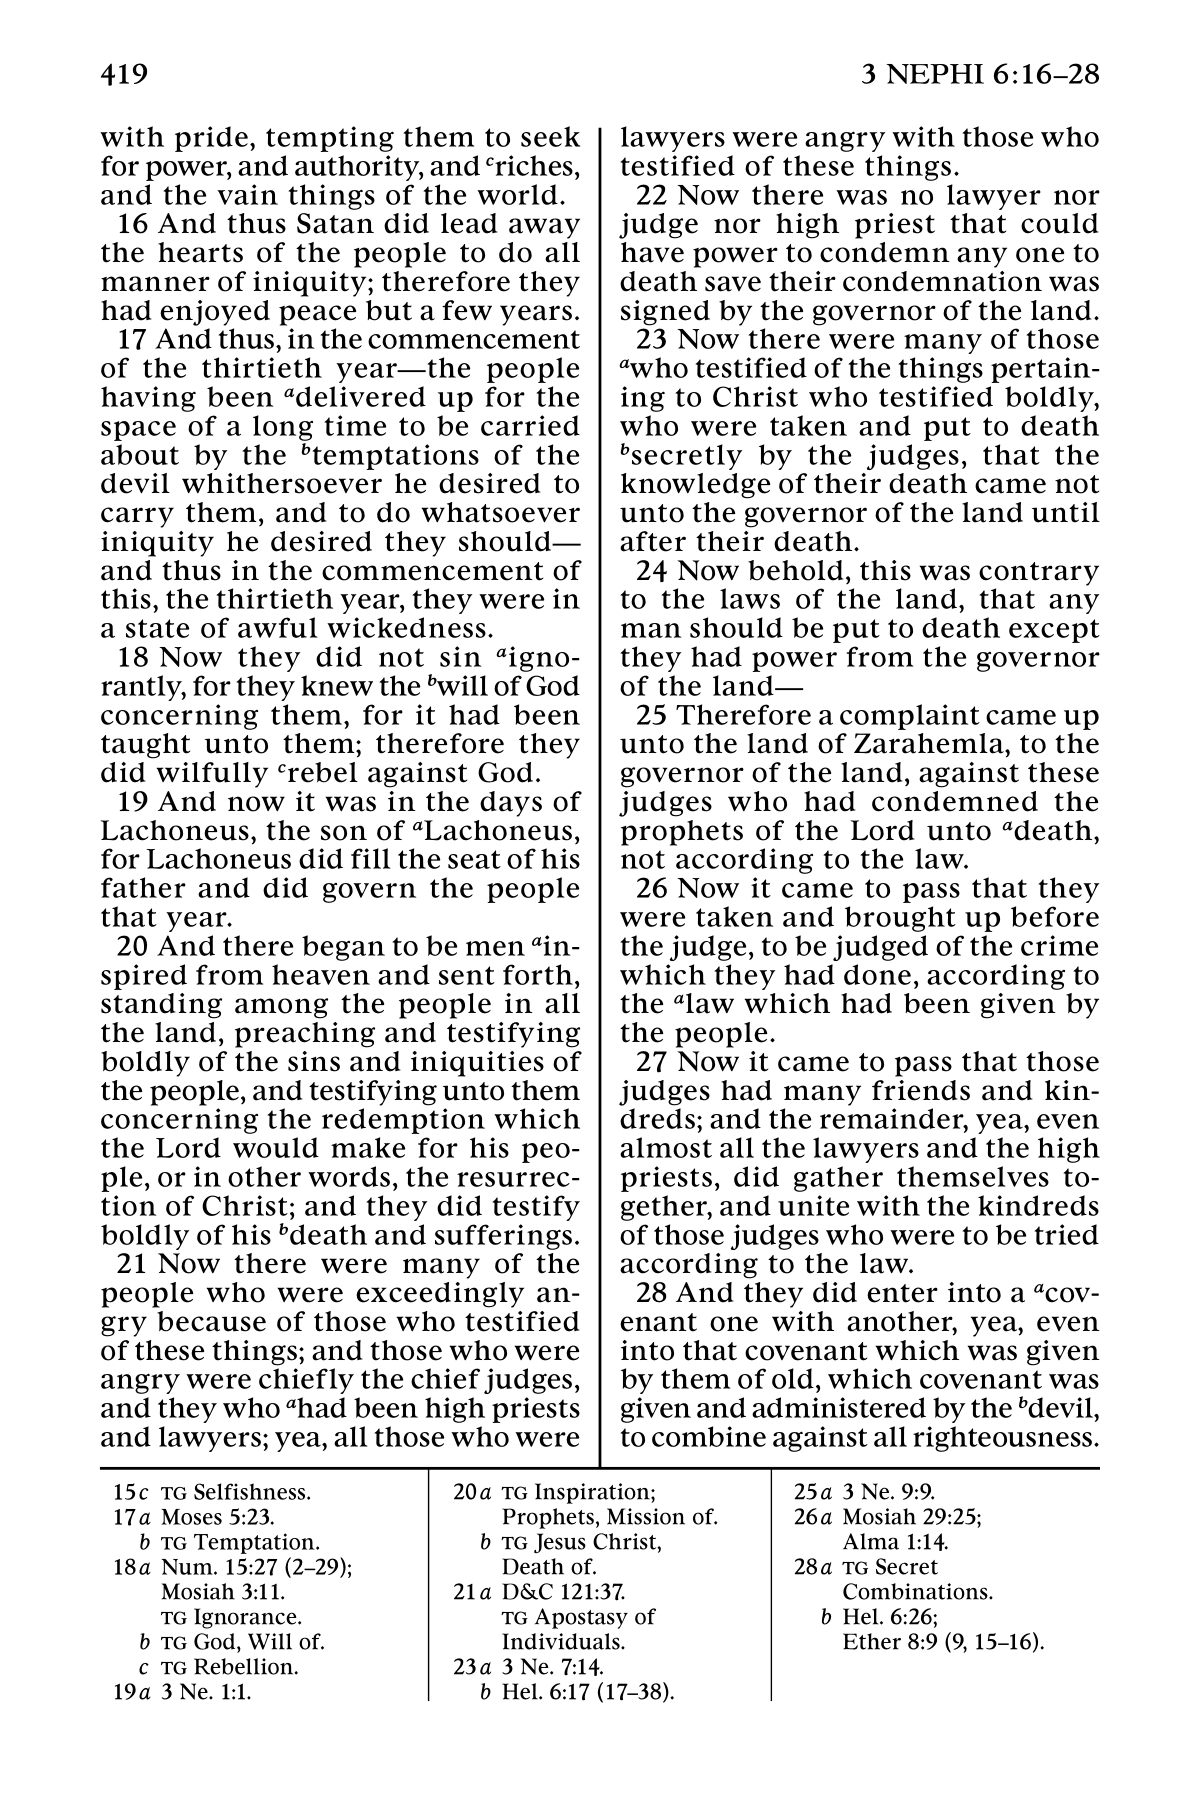 419
3 NEPHI 6:16–28
with pride, tempting them to seek
for power, and authority, and criches,
and the vain things of the world.
16 And thus Satan did lead away
the hearts of the people to do all
manner of iniquity; therefore they
had enjoyed peace but a few years.
17 And thus, in the commencement
of the thirtieth year—the people
having been adelivered up for the
space of a long time to be carried
about by the btemptations of the
devil whithersoever he desired to
carry them, and to do whatsoever
iniquity he desired they should—
and thus in the commencement of
this, the thirtieth year, they were in
a state of awful wickedness.
18 Now they did not sin aigno-
rantly, for they knew the bwill of God
concerning them, for it had been
taught unto them; therefore they
did wilfully crebel against God.
19 And now it was in the days of
Lachoneus, the son of aLachoneus,
for Lachoneus did fill the seat of his
father and did govern the people
that year.
20 And there began to be men ain-
spired from heaven and sent forth,
standing among the people in all
the land, preaching and testifying
boldly of the sins and iniquities of
the people, and testifying unto them
concerning the redemption which
the Lord would make for his peo-
ple, or in other words, the resurrec-
tion of Christ; and they did testify
boldly of his bdeath and sufferings.
21 Now there were many of the
people who were exceedingly an-
gry because of those who testified
of these things; and those who were
angry were chiefly the chief judges,
and they who ahad been high priests
and lawyers; yea, all those who were
lawyers were angry with those who
testified of these things.
22 Now there was no lawyer nor
judge nor high priest that could
have power to condemn any one to
death save their condemnation was
signed by the governor of the land.
23 Now there were many of those
awho testified of the things pertain-
ing to Christ who testified boldly,
who were taken and put to death
bsecretly by the judges, that the
knowledge of their death came not
unto the governor of the land until
after their death.
24 Now behold, this was contrary
to the laws of the land, that any
man should be put to death except
they had power from the governor
of the land—
25 Therefore a complaint came up
unto the land of Zarahemla, to the
governor of the land, against these
judges who had condemned the
prophets of the Lord unto adeath,
not according to the law.
26 Now it came to pass that they
were taken and brought up before
the judge, to be judged of the crime
which they had done, according to
the alaw which had been given by
the people.
27 Now it came to pass that those
judges had many friends and kin-
dreds; and the remainder, yea, even
almost all the lawyers and the high
priests, did gather themselves to-
gether, and unite with the kindreds
of those judges who were to be tried
according to the law.
28 And they did enter into a acov-
enant one with another, yea, even
into that covenant which was given
by them of old, which covenant was
given and administered by the bdevil,
to combine against all righteousness.
15c TG Selfishness.
17a Moses 5:23.
b TG Temptation.
18a Num. 15:27 (2–29);
Mosiah 3:11.
TG Ignorance.
b TG God, Will of.
c TG Rebellion.
19a 3 Ne. 1:1.
20a TG Inspiration;
Prophets, Mission of.
b TG Jesus Christ,
Death of.
21a D&C 121:37.
TG Apostasy of
Individuals.
23a 3 Ne. 7:14.
b Hel. 6:17 (17–38).
25a 3 Ne. 9:9.
26a Mosiah 29:25;
Alma 1:14.
28a TG Secret
Combinations.
b Hel. 6:26;
Ether 8:9 (9, 15–16).